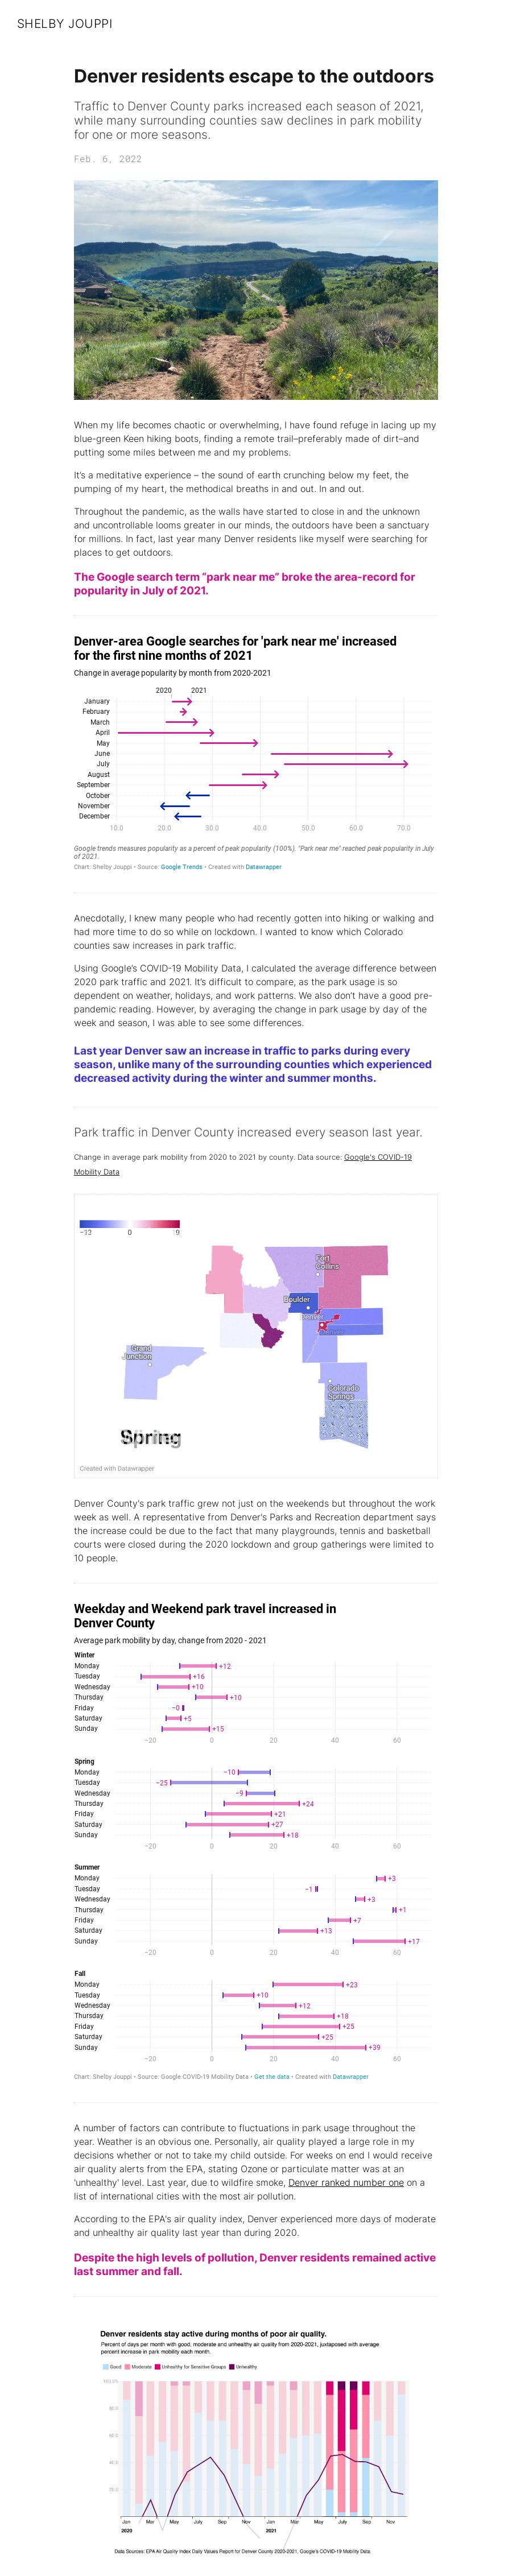 SHELBY JOUPPI
Denver residents escape to the outdoors
Traffic to Denver County parks increased each season of 2021,
while many surrounding counties saw declines in park mobility
for one or more seasons.
Feb. 6, 2022
When my life becomes chaotic or overwhelming, I have found refuge in lacing up my
blue-green Keen hiking boots, finding a remote trail–preferably made of dirt–and
putting some miles between me and my problems.
It's a meditative experience – the sound of earth crunching below my feet, the
pumping of my heart, the methodical breaths in and out. In and out.
Throughout the pandemic, as the walls have started to close in and the unknown
and uncontrollable looms greater in our minds, the outdoors have been a sanctuary
for millions. In fact, last year many Denver residents like myself were searching for
places to get outdoors.
The Google search term "park near me" broke the area-record for
popularity in July of 2021.
Denver-area Google searches for 'park near me' increased
for the first nine months of 2021
Change in average popularity by month from 2020-2021
2020 2021
January
February
March
April
May
June
July
August
September
October
November
December
10.0 20.0 30.0 40.0 50.0 60.0 70.0
Google trends measures popularity as a percent of peak popularity (100%). "Park near me" reached peak popularity in July
of 2021.
Chart: Shelby Jouppi • Source: Google Trends • Created with Datawrapper
Anecdotally, I knew many people who had recently gotten into hiking or walking and
had more time to do so while on lockdown. I wanted to know which Colorado
counties saw increases in park traffic.
Using Google's COVID-19 Mobility Data, I calculated the average difference between
2020 park traffic and 2021. It's difficult to compare, as the park usage is so
dependent on weather, holidays, and work patterns. We also don't have a good pre-
pandemic reading. However, by averaging the change in park usage by day of the
week and season, I was able to see some differences.
Last year Denver saw an increase in traffic to parks during every
season, unlike many of the surrounding counties which experienced
decreased activity during the winter and summer months.
Park traffic in Denver County increased every season last year.
Change in average park mobility from 2020 to 2021 by county. Data source: Google's COVID-19
Mobility Data
−12 0 9
Fort
Collins
Boulder
Denver
Grand
Junction
Colorado
Springs
Spring
Created with Datawrapper
Denver County's park traffic grew not just on the weekends but throughout the work
week as well. A representative from Denver's Parks and Recreation department says
the increase could be due to the fact that many playgrounds, tennis and basketball
courts were closed during the 2020 lockdown and group gatherings were limited to
10 people.
Weekday and Weekend park travel increased in
Denver County
Average park mobility by day, change from 2020 - 2021
Winter
Monday +12
Tuesday +16
Wednesday +10
Thursday +10
Friday −0
Saturday +5
Sunday +15
−20 0 20 40 60
Spring
Monday −10
Tuesday −25
Wednesday −9
Thursday +24
Friday +21
Saturday +27
Sunday +18
−20 0 20 40 60
Summer
Monday +3
Tuesday −1
Wednesday +3
Thursday +1
Friday +7
Saturday +13
Sunday +17
−20 0 20 40 60
Fall
Monday +23
Tuesday +10
Wednesday +12
Thursday +18
Friday +25
Saturday +25
Sunday +39
−20 0 20 40 60
Chart: Shelby Jouppi • Source: Google COVID-19 Mobility Data • Get the data • Created with Datawrapper
A number of factors can contribute to fluctuations in park usage throughout the
year. Weather is an obvious one. Personally, air quality played a large role in my
decisions whether or not to take my child outside. For weeks on end I would receive
air quality alerts from the EPA, stating Ozone or particulate matter was at an
'unhealthy' level. Last year, due to wildfire smoke, Denver ranked number one on a
list of international cities with the most air pollution.
According to the EPA's air quality index, Denver experienced more days of moderate
and unhealthy air quality last year than during 2020.
Despite the high levels of pollution, Denver residents remained active
last summer and fall.
Denver residents stay active during months of poor air quality.
Percent of days per month with good, moderate and unhealthy air quality from 2020-2021, juxtaposed with average
percent increase in park mobility each month.
Good Moderate Unhealthy for Sensitive Groups Unhealthy
100.0%
80.0
60.0
40.0
20.0
Jan Mar May July Sep Nov Jan Mar May July Sep Nov
2020 2021
Data Sources: EPA Air Quality Index Daily Values Report for Denver County 2020-2021. Google's COVID-19 Mobility Data